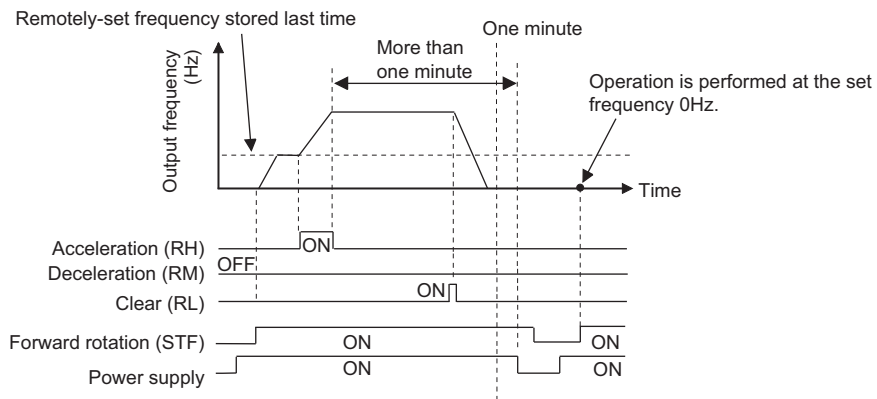 Remotely-set frequency stored last time
One minute
More than
one minute
Operation is performed at the set
frequency 0Hz.
Output frequency
(Hz)
Time
Acceleration (RH)
ON
Deceleration (RM)
OFF
Clear (RL)
ON
Forward rotation (STF)
ON
ON
Power supply
ON
ON